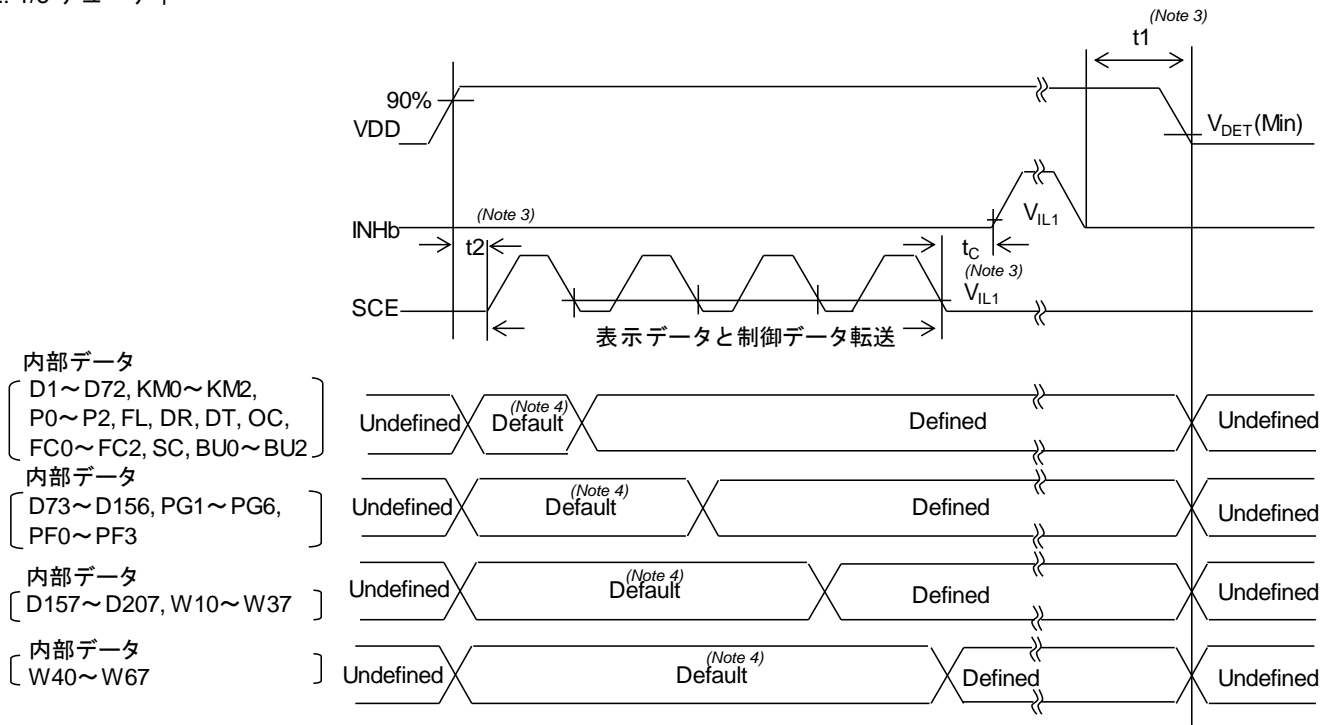 (Note 3)
t1
90%
VDD
VDET(Min)
INHb
(Note 3)
t2
tC
(Note 3)
VIL1
VIL1
SCE
表示データと制御データ転送
内部データ
D1～D72, KM0～KM2,
P0～P2, FL, DR, DT, OC,
FC0～FC2, SC, BU0～BU2
Undefined
(Note 4)
Default
Defined
Undefined
内部データ
D73～D156, PG1～PG6,
PF0～PF3
Undefined
(Note 4)
Default
Defined
Undefined
内部データ
D157～D207, W10～W37
Undefined
(Note 4)
Default
Defined
Undefined
内部データ
W40～W67
Undefined
(Note 4)
Default
Defined
Undefined